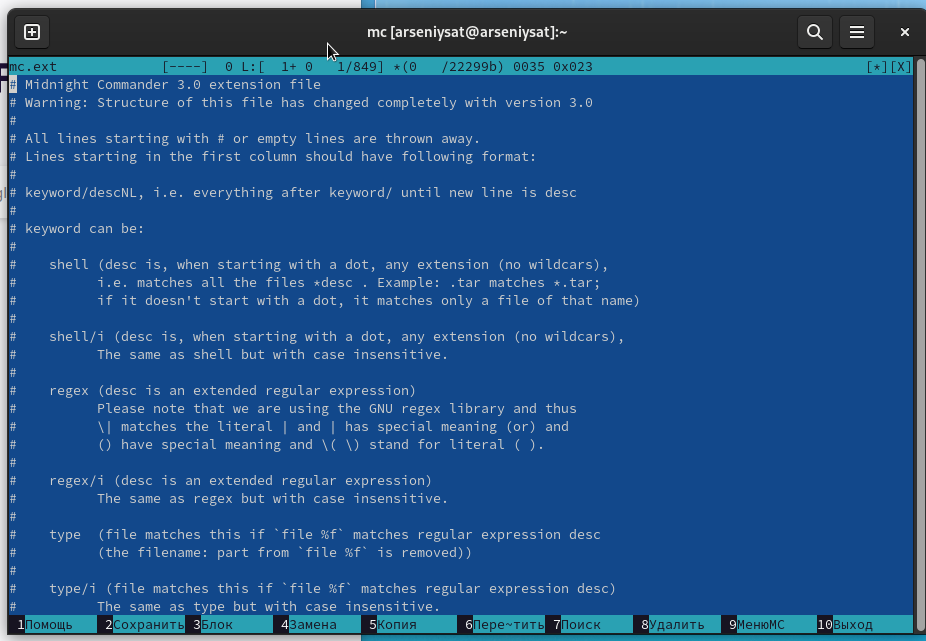 mc [arseniysat@arseniysat]:~
mc.ext [----] 0 L:[ 1+ 0 1/849] *(0 /22299b) 0035 0x023 [*][X]
# Midnight Commander 3.0 extension file
# Warning: Structure of this file has changed completely with version 3.0
#
# All lines starting with # or empty lines are thrown away.
# Lines starting in the first column should have following format:
#
# keyword/descNL, i.e. everything after keyword/ until new line is desc
#
# keyword can be:
#
# shell (desc is, when starting with a dot, any extension (no wildcars),
# i.e. matches all the files *desc . Example: .tar matches *.tar;
# if it doesn't start with a dot, it matches only a file of that name)
#
# shell/i (desc is, when starting with a dot, any extension (no wildcars),
# The same as shell but with case insensitive.
#
# regex (desc is an extended regular expression)
# Please note that we are using the GNU regex library and thus
# \| matches the literal | and | has special meaning (or) and
# () have special meaning and \( \) stand for literal ( ).
#
# regex/i (desc is an extended regular expression)
# The same as regex but with case insensitive.
#
# type (file matches this if `file %f` matches regular expression desc
# (the filename: part from `file %f` is removed))
#
# type/i (file matches this if `file %f` matches regular expression desc)
# The same as type but with case insensitive.
1Помощь 2Сохранить 3Блок 4Замена 5Копия 6Пере~тить 7Поиск 8Удалить 9МенюМС 10Выход